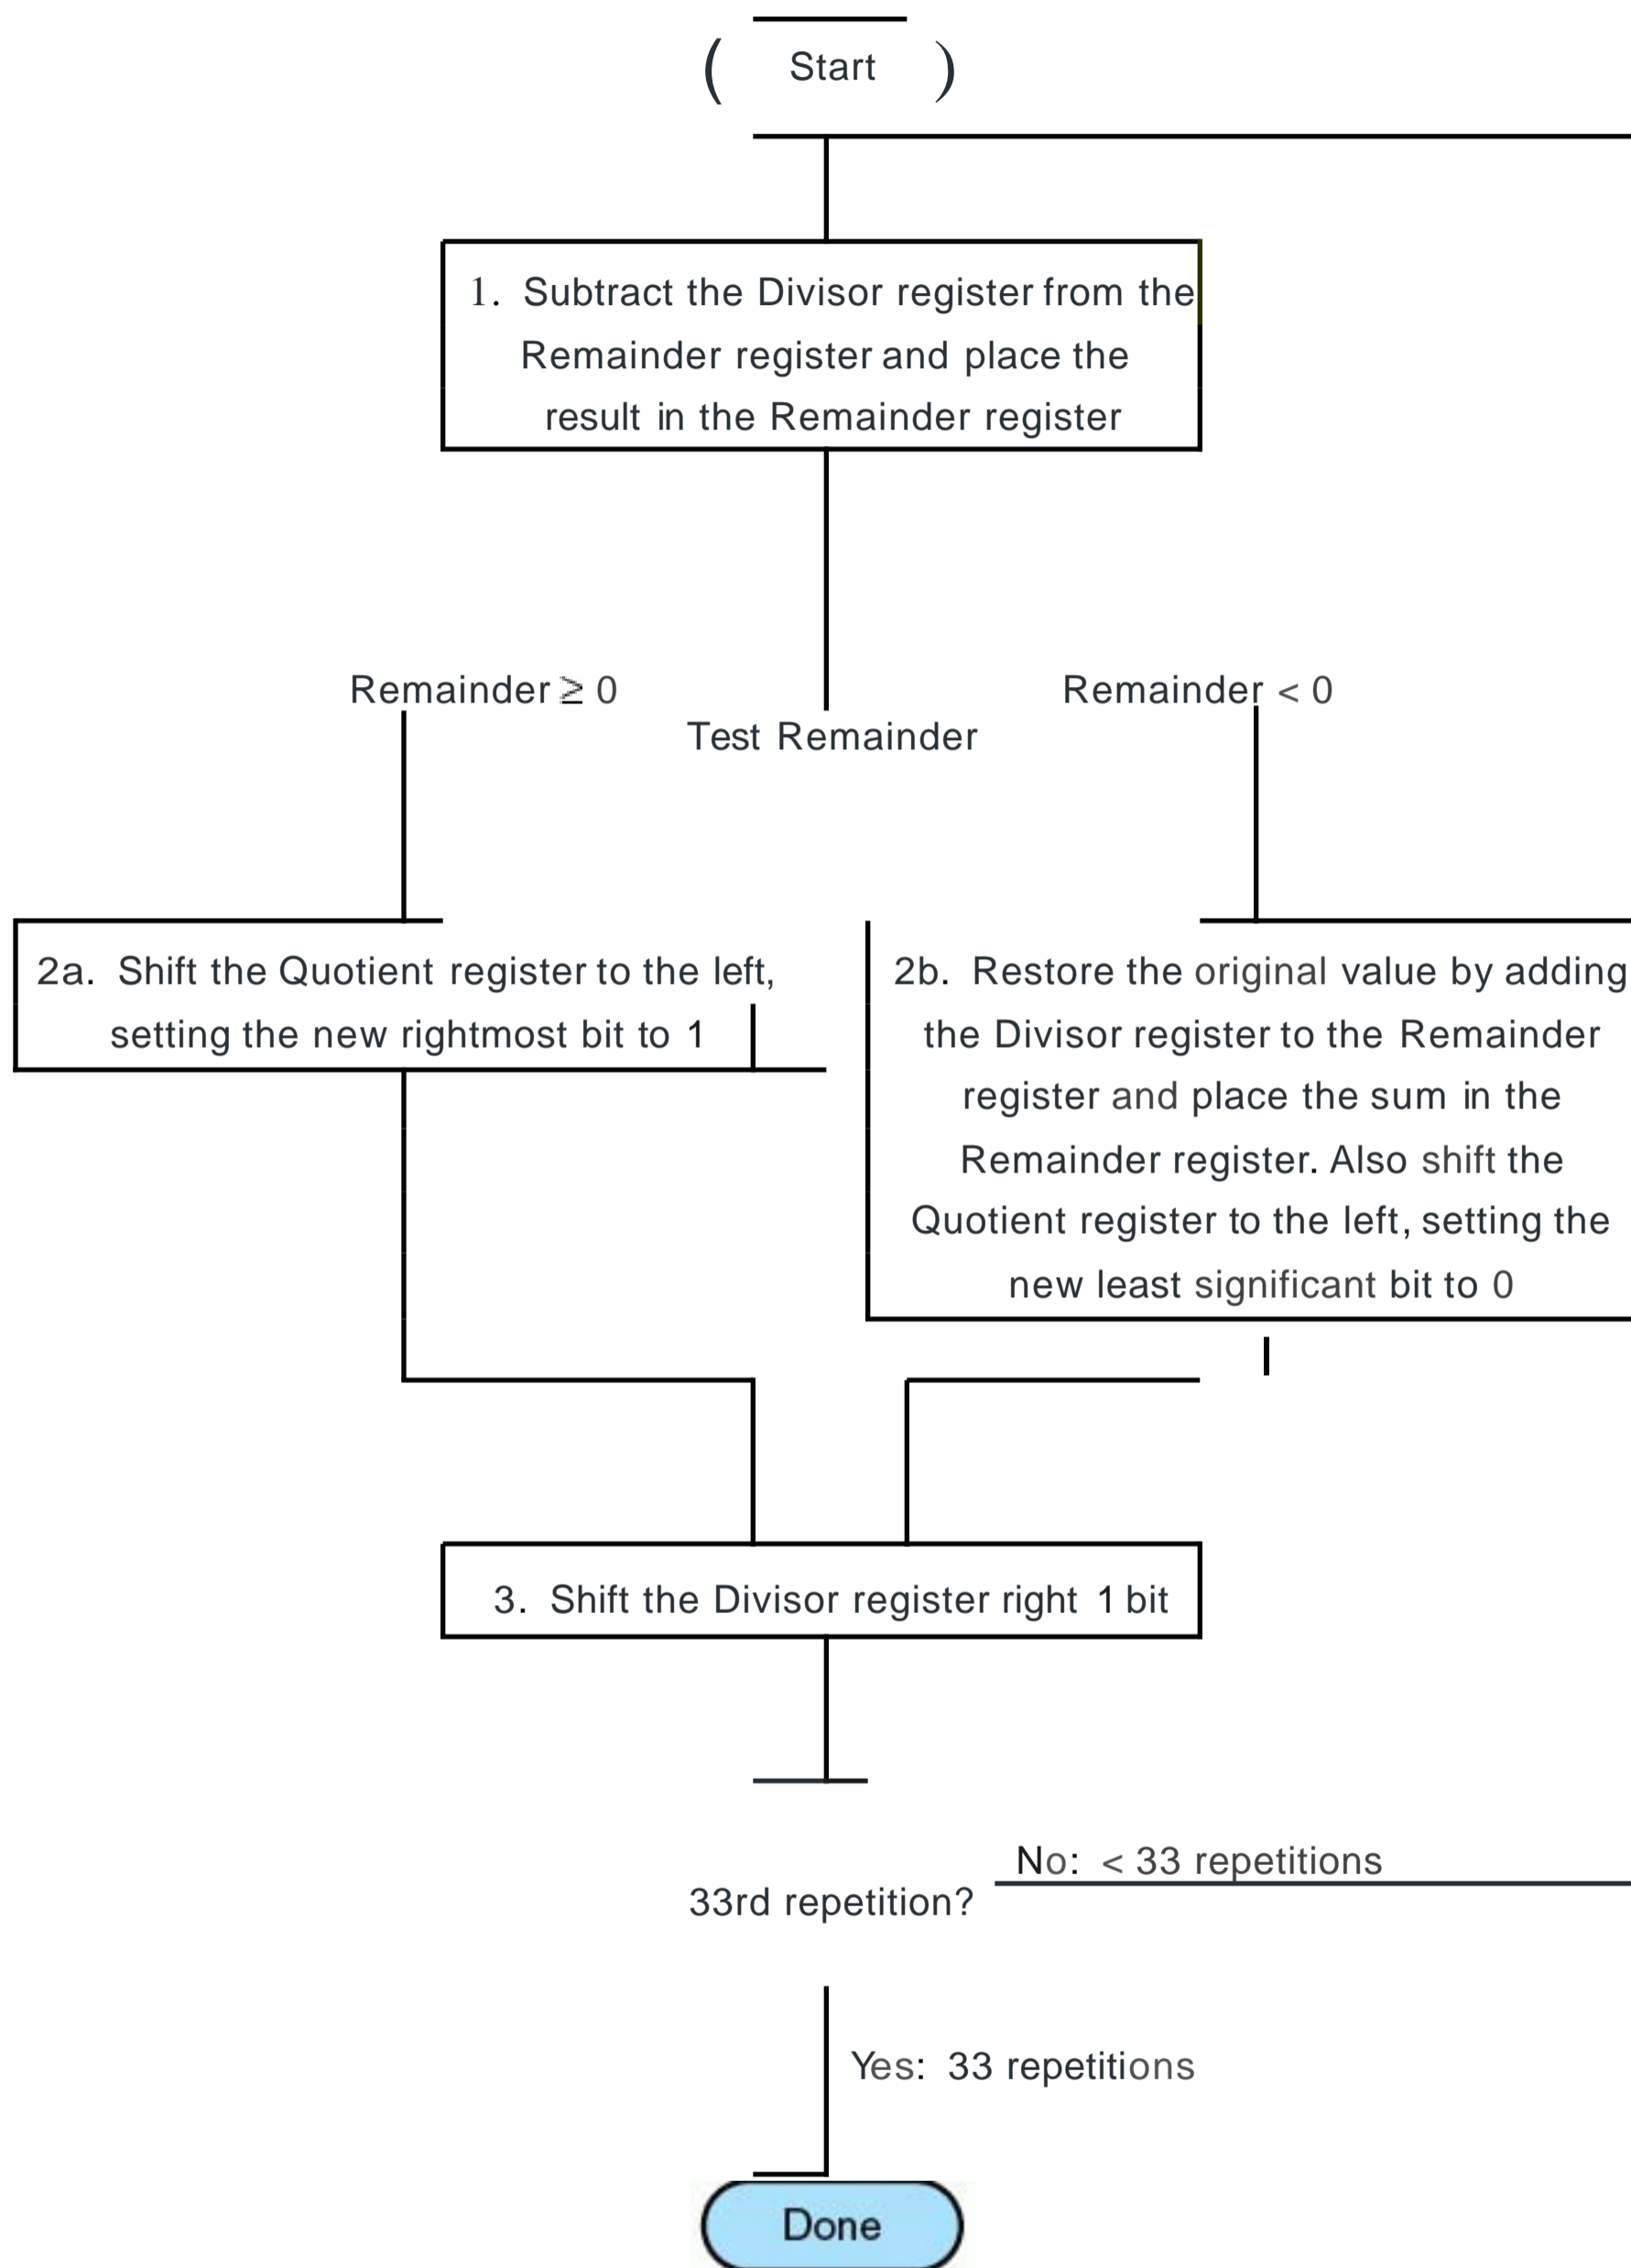 ( Start )
1. Subtract the Divisor register from the
Remainder register and place the
result in the Remainder register
Remainder ≥ 0
Test Remainder
Remainder < 0
2a. Shift the Quotient register to the left,
setting the new rightmost bit to 1
2b. Restore the original value by adding
the Divisor register to the Remainder
register and place the sum in the
Remainder register. Also shift the
Quotient register to the left, setting the
new least significant bit to 0
3. Shift the Divisor register right 1 bit
33rd repetition?
No: < 33 repetitions
Yes: 33 repetitions
Done